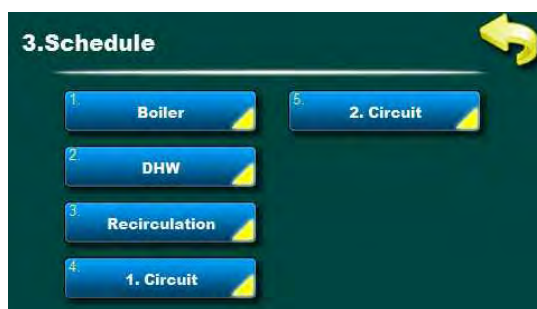 3.Schedule
1.
Boiler
2.
DHW
3.
Recirculation
4.
1. Circuit
5.
2. Circuit